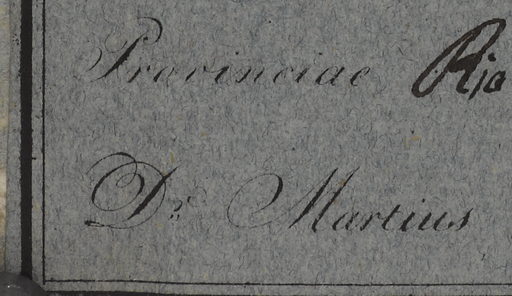 Provinciae Rio
Dr. Martius